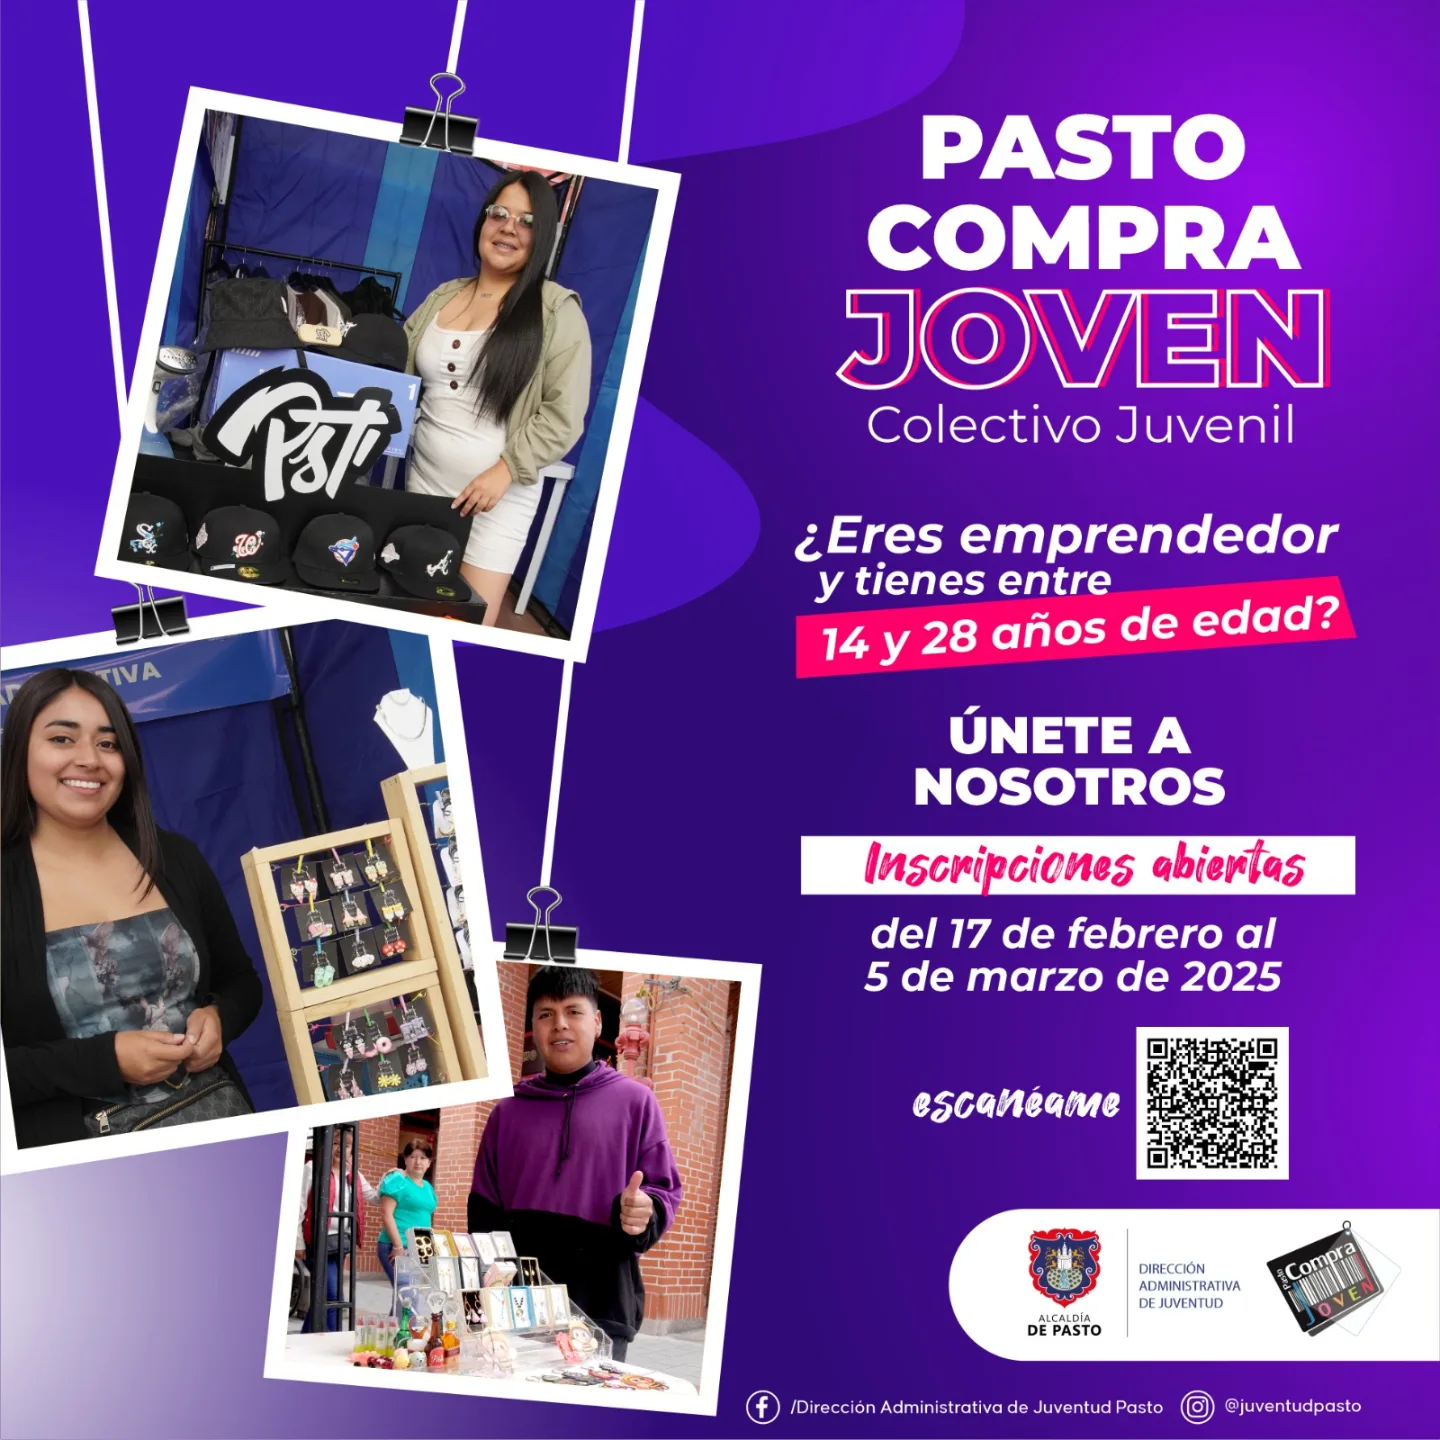 PASTO
COMPRA
JOVEN
Colectivo Juvenil
¿Eres emprendedor
y tienes entre
14 y 28 años de edad?
ÚNETE A
NOSOTROS
Inscripciones abiertas
del 17 de febrero al
5 de marzo de 2025
escanéame
ALCALDÍA
DE PASTO
DIRECCIÓN
ADMINISTRATIVA
DE JUVENTUD
Pasto
Compra
JOVEN
/Dirección Administrativa de Juventud Pasto
@juventudpasto
PST
TIVA